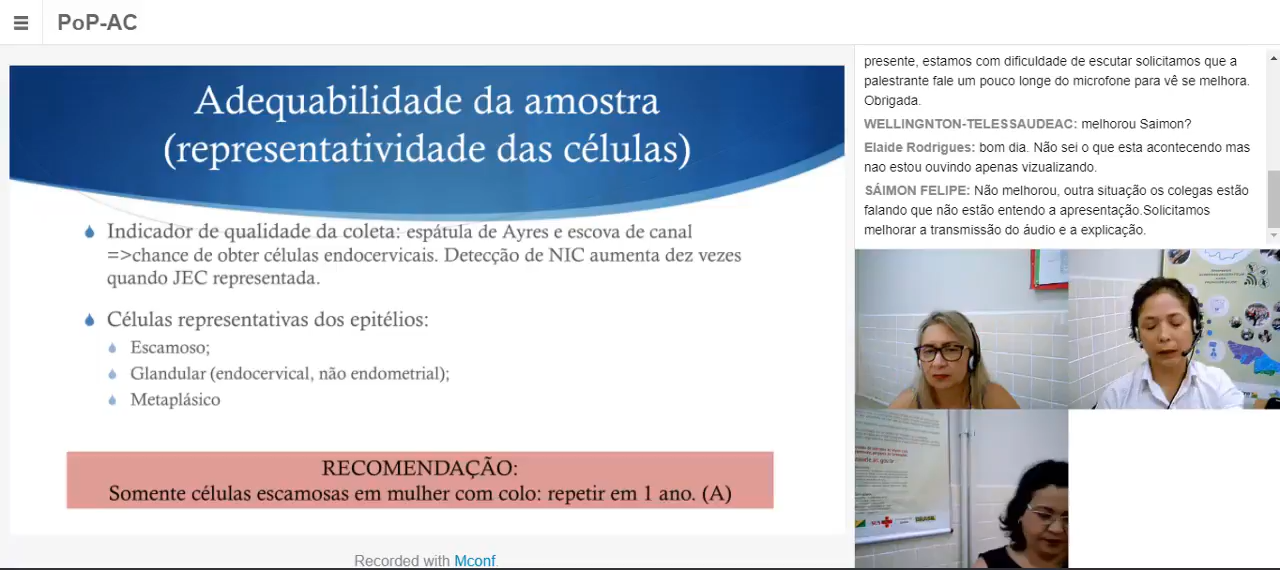 PoP-AC
Adequabilidade da amostra
(representatividade das células)
Indicador de qualidade da coleta: espátula de Ayres e escova de canal
=>chance de obter células endocervicais. Detecção de NIC aumenta dez vezes
quando JEC representada.
Células representativas dos epitélios:
Escamoso;
Glandular (endocervical, não endometrial);
Metaplásico
RECOMENDAÇÃO:
Somente células escamosas em mulher com colo: repetir em 1 ano. (A)
Recorded with Mconf.
presente, estamos com dificuldade de escutar solicitamos que a
palestrante fale um pouco longe do microfone para vê se melhora.
Obrigada.
WELLINGNTON-TELESSAUDEAC: melhorou Saimon?
Elaide Rodrigues: bom dia. Não sei o que esta acontecendo mas
nao estou ouvindo apenas vizualizando.
SÁIMON FELIPE: Não melhorou, outra situação os colegas estão
falando que não estão entendo a apresentação.Solicitamos
melhorar a transmissão do áudio e a explicação.
SUS
BRASIL